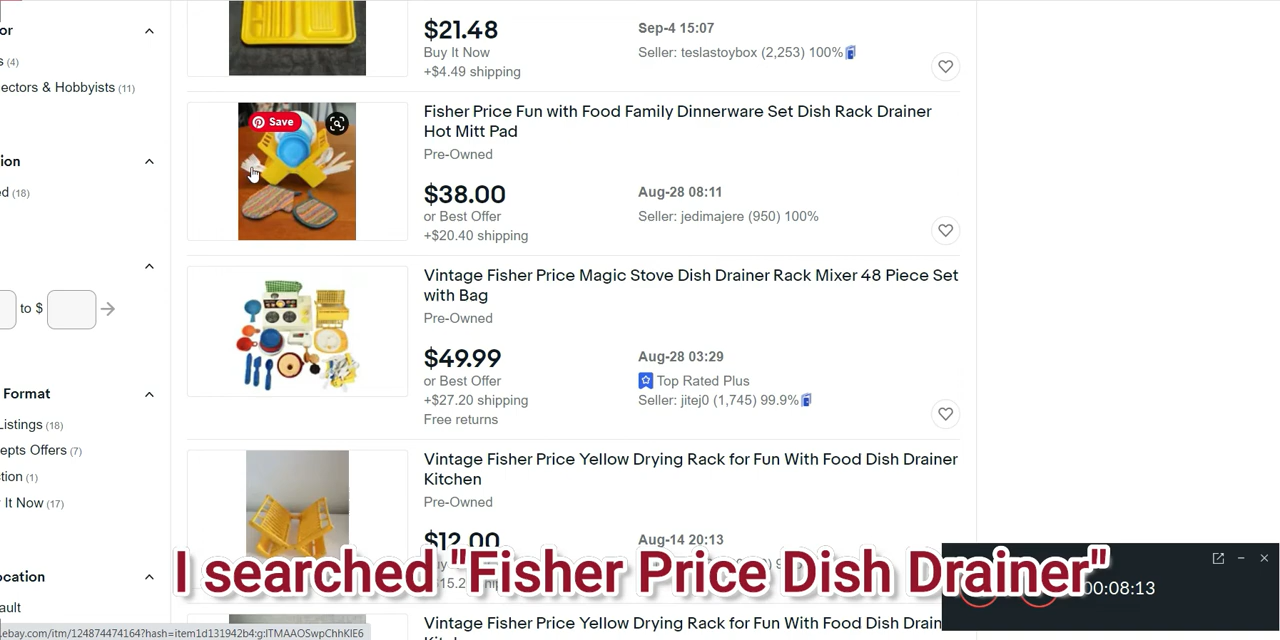 or
s (4)
ectors & Hobbyists (11)
ion
ed (18)
to $
Format
Listings (18)
epts Offers (7)
ction (1)
It Now (17)
ocation
ault
$21.48
Buy It Now
+$4.49 shipping
Sep-4 15:07
Seller: teslastoybox (2,253) 100%
Save
Fisher Price Fun with Food Family Dinnerware Set Dish Rack Drainer
Hot Mitt Pad
Pre-Owned
$38.00
or Best Offer
+$20.40 shipping
Aug-28 08:11
Seller: jedimajere (950) 100%
Vintage Fisher Price Magic Stove Dish Drainer Rack Mixer 48 Piece Set
with Bag
Pre-Owned
$49.99
or Best Offer
+$27.20 shipping
Free returns
Aug-28 03:29
Top Rated Plus
Seller: jitej0 (1,745) 99.9%
Vintage Fisher Price Yellow Drying Rack for Fun With Food Dish Drainer
Kitchen
Pre-Owned
$12.00
Aug-14 20:13
I searched "Fisher Price Dish Drainer"
00:08:13
Vintage Fisher Price Yellow Drying Rack for Fun With Food Dish Drain
.ebay.com/itm/124874474164?hash=item1d131942b4:g:ITMAAOSwpChhKIE6